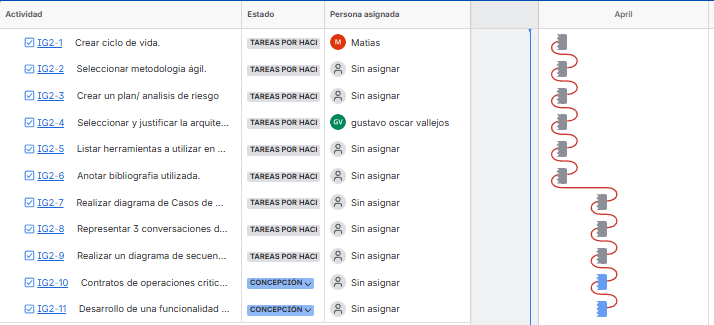 Actividad Estado Persona asignada April
IG2-1 Crear ciclo de vida. TAREAS POR HACI M Matias
IG2-2 Seleccionar metodologia ágil. TAREAS POR HACI Sin asignar
IG2-3 Crear un plan/ analisis de riesgo TAREAS POR HACI Sin asignar
IG2-4 Seleccionar y justificar la arquite... TAREAS POR HACI GV gustavo oscar vallejos
IG2-5 Listar herramientas a utilizar en ... TAREAS POR HACI Sin asignar
IG2-6 Anotar bibliografia utilizada. TAREAS POR HACI Sin asignar
IG2-7 Realizar diagrama de Casos de ... TAREAS POR HACI Sin asignar
IG2-8 Representar 3 conversaciones d... TAREAS POR HACI Sin asignar
IG2-9 Realizar un diagrama de secuen... TAREAS POR HACI Sin asignar
IG2-10 Contratos de operaciones critic... CONCEPCIÓN Sin asignar
IG2-11 Desarrollo de una funcionalidad ... CONCEPCIÓN Sin asignar